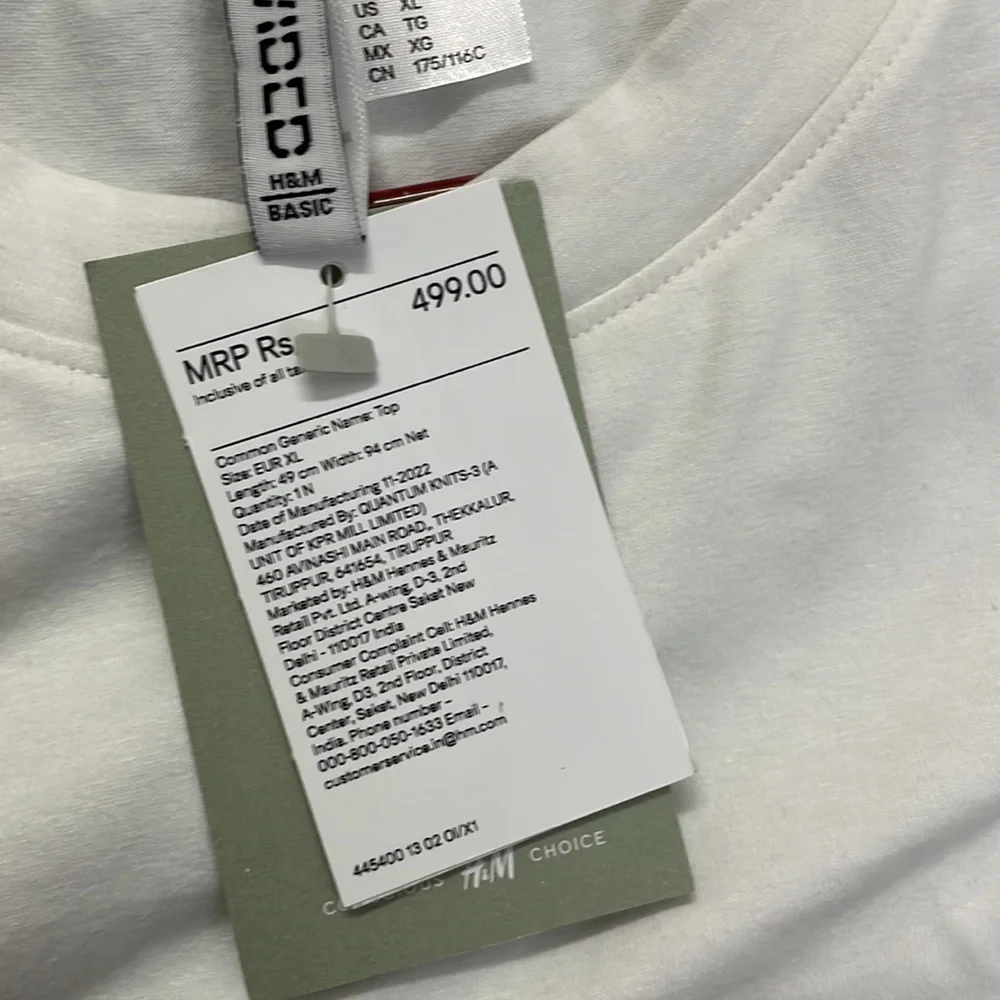 US XL
CA TG
MX XG
CN 175/116C
H&M
BASIC
499.00
MRP Rs.
Inclusive of all
Common Generic Name: Top
Size: EUR XL
Length: 49 cm Width: 94 cm Net
Quantity: 1 N
Date of Manufacturing 11-2022
Manufactured By: QUANTUM KNITS-3 (A
UNIT OF KPR MILL LIMITED)
460 AVINASHI MAIN ROAD,, THEKKALUR,
TIRUPPUR, 641654, TIRUPPUR
Marketed by: H&M Hennes & Mauritz
Retail Pvt. Ltd. A-wing, D-3, 2nd
Floor District Centre Saket New
Delhi - 110017 India
Consumer Complaint Cell: H&M Hennes
& Mauritz Retail Private Limited,
A-Wing, D3, 2nd Floor, District
Center, Saket, New Delhi 110017,
India. Phone number -
000-800-050-1633 Email -
customerservice.in@hm.com
445400 13 02 OI/X1
H&M CHOICE